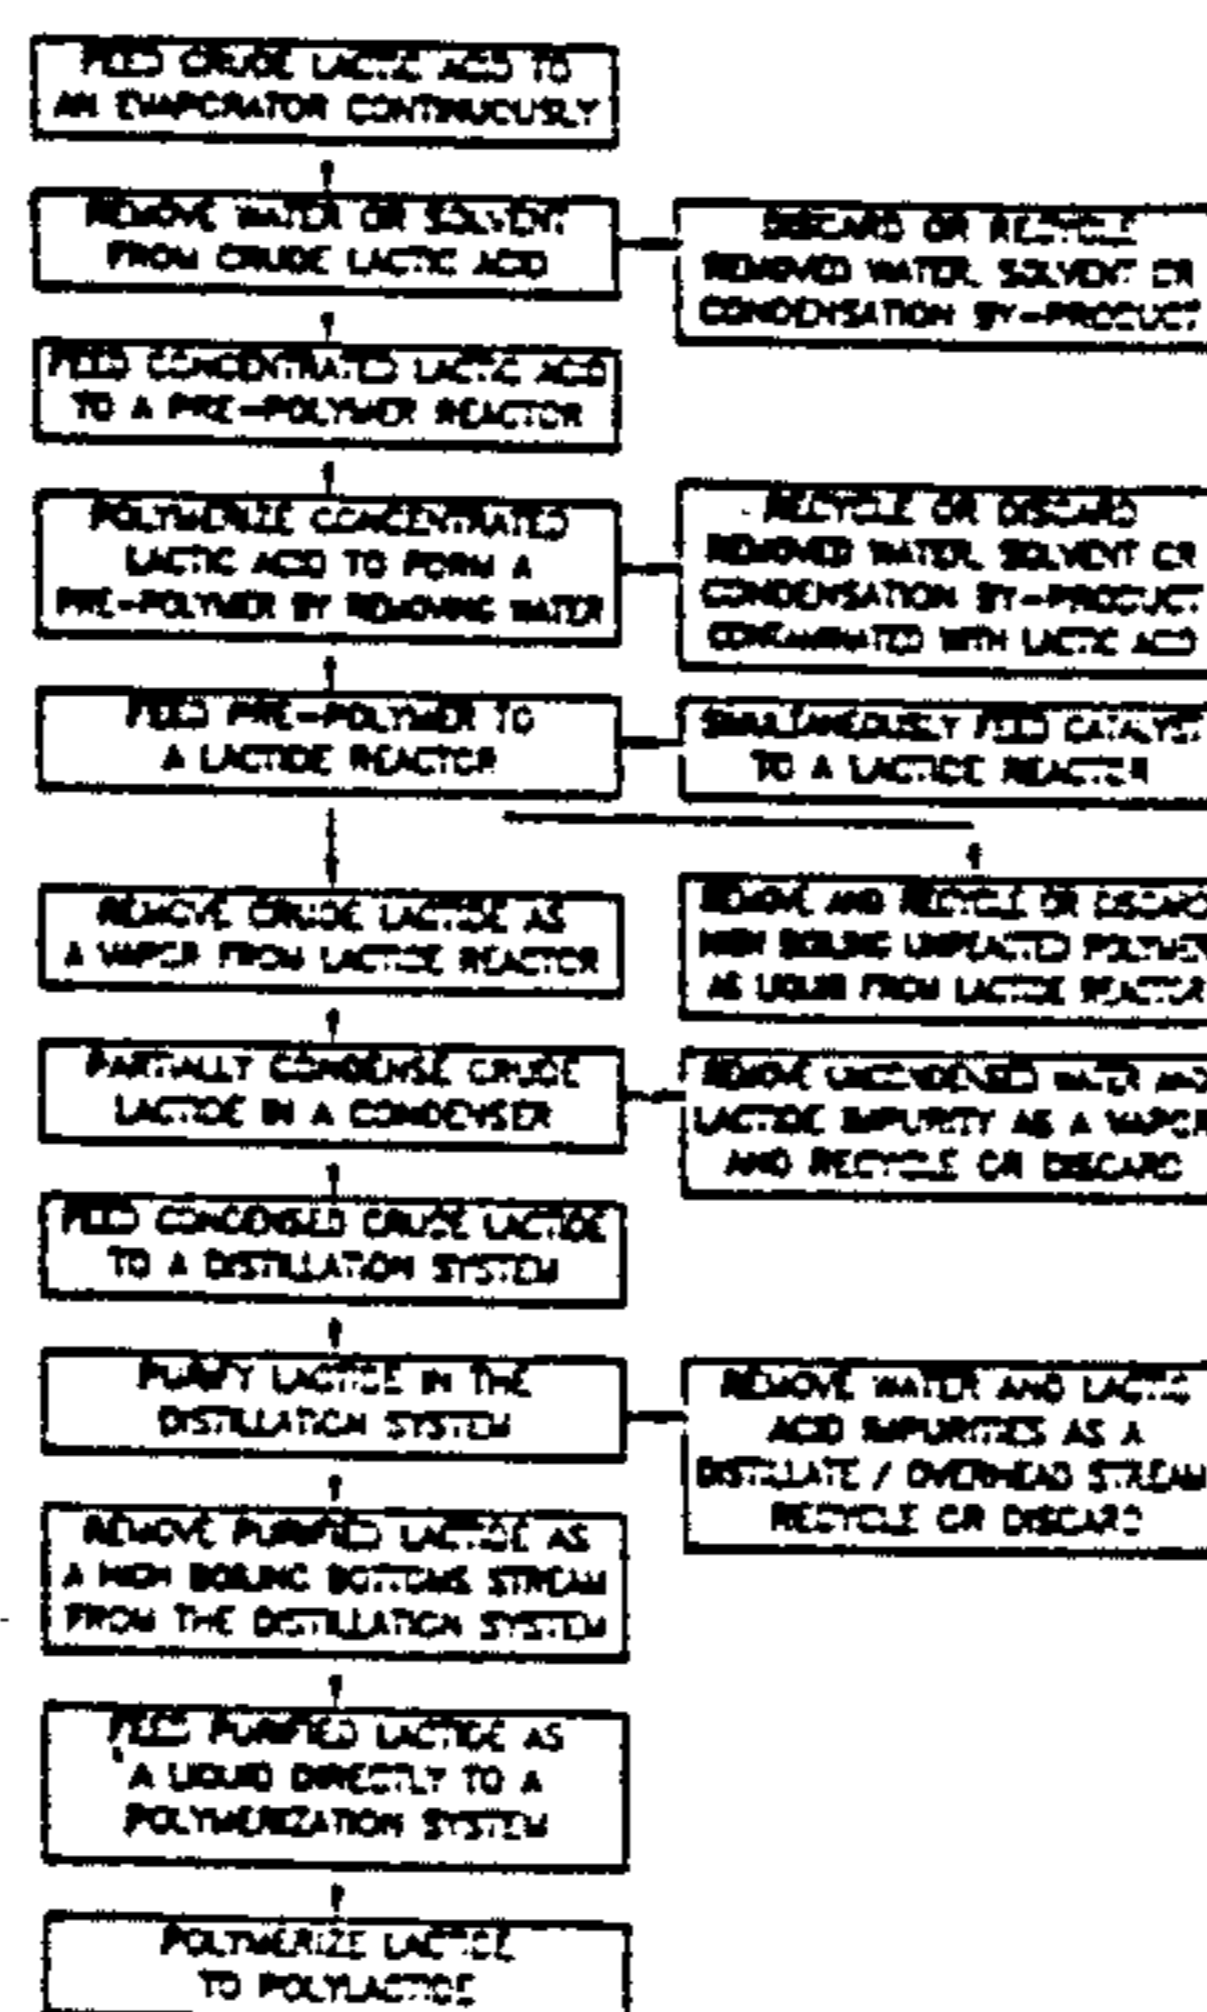 FEED CRUDE LACTIC ACID TO
AN EVAPORATOR CONTINUOUSLY
REMOVE WATER OR SOLVENT
FROM CRUDE LACTIC ACID
DISCARD OR RECYCLE
REMOVED WATER, SOLVENT OR
CONDENSATION BY-PRODUCT
FEED CONCENTRATED LACTIC ACID
TO A PRE-POLYMER REACTOR
POLYMERIZE CONCENTRATED
LACTIC ACID TO FORM A
PRE-POLYMER BY REMOVING WATER
RECYCLE OR DISCARD
REMOVED WATER, SOLVENT OR
CONDENSATION BY-PRODUCT
CONTAMINATED WITH LACTIC ACID
FEED PRE-POLYMER TO
A LACTIDE REACTOR
SIMULTANEOUSLY FEED CATALYST
TO A LACTIDE REACTOR
REMOVE CRUDE LACTIDE AS
A VAPOR FROM LACTIDE REACTOR
REMOVE AND RECYCLE OR DISCARD
HIGH BOILING UNREACTED POLYMER
AS LIQUID FROM LACTIDE REACTOR
PARTIALLY CONDENSE CRUDE
LACTIDE IN A CONDENSER
REMOVE UNCONDENSED WATER AND
LACTIDE IMPURITY AS A VAPOR
AND RECYCLE OR DISCARD
FEED CONDENSED CRUDE LACTIDE
TO A DISTILLATION SYSTEM
PURIFY LACTIDE IN THE
DISTILLATION SYSTEM
REMOVE WATER AND LACTIC
ACID IMPURITIES AS A
DISTILLATE / OVERHEAD STREAM
RECYCLE OR DISCARD
REMOVE PURIFIED LACTIDE AS
A HIGH BOILING BOTTOMS STREAM
FROM THE DISTILLATION SYSTEM
FEED PURIFIED LACTIDE AS
A LIQUID DIRECTLY TO A
POLYMERIZATION SYSTEM
POLYMERIZE LACTIDE
TO POLYLACTIDE